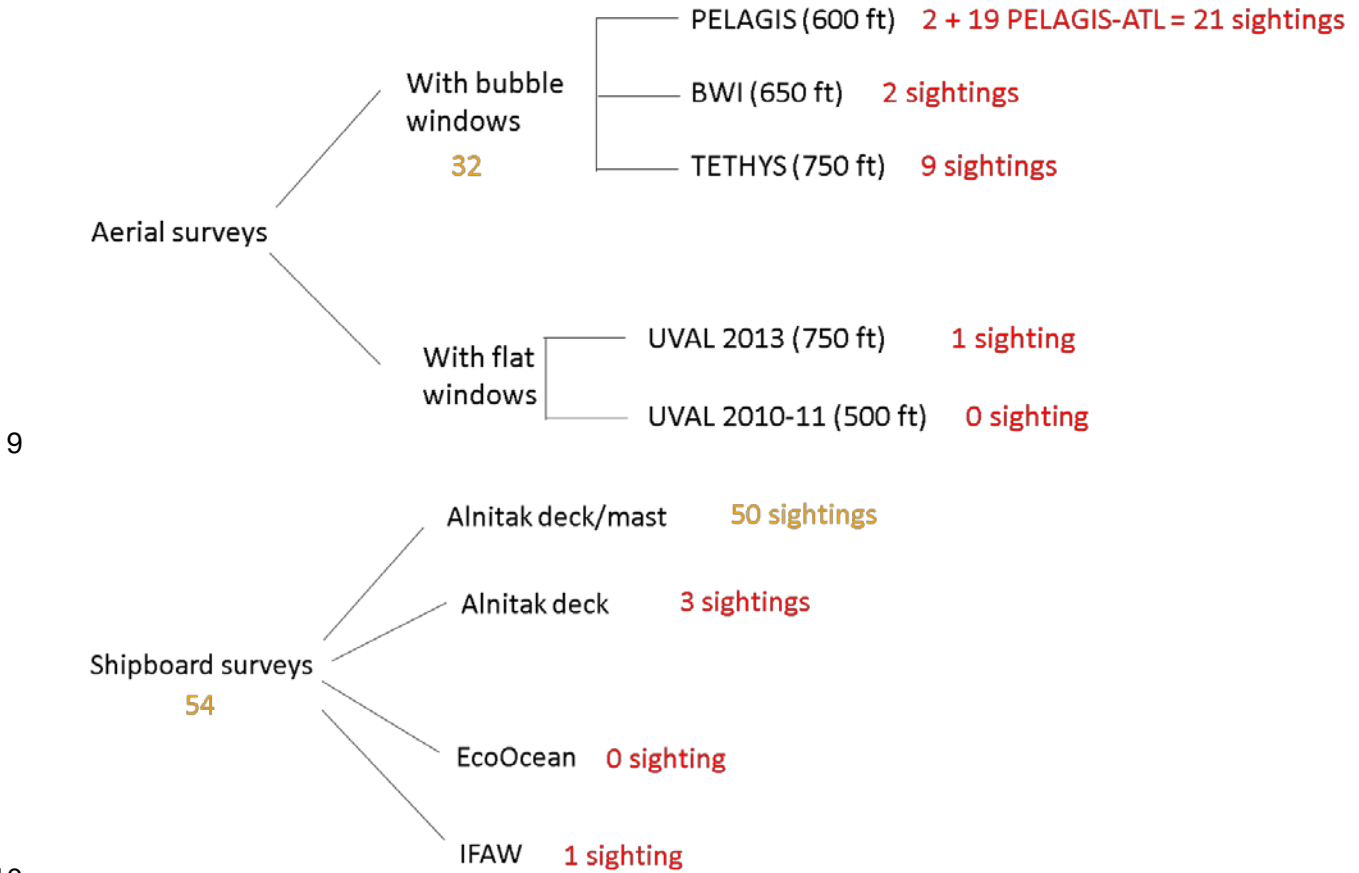 PELAGIS (600 ft) 2 + 19 PELAGIS-ATL = 21 sightings
With bubble
windows
32
BWI (650 ft) 2 sightings
TETHYS (750 ft) 9 sightings
Aerial surveys
With flat
windows
UVAL 2013 (750 ft) 1 sighting
UVAL 2010-11 (500 ft) 0 sighting
9
Alnitak deck/mast 50 sightings
Alnitak deck 3 sightings
Shipboard surveys
54
EcoOcean 0 sighting
IFAW 1 sighting